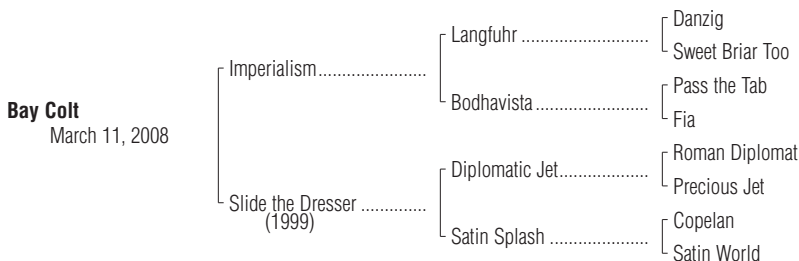 Danzig
Langfuhr ............................
Sweet Briar Too
Imperialism.......................
Pass the Tab
Bodhavista.........................
Fia
Bay Colt
March 11, 2008
Roman Diplomat
Diplomatic Jet....................
Precious Jet
Slide the Dresser ..............
(1999)
Copelan
Satin Splash ......................
Satin World